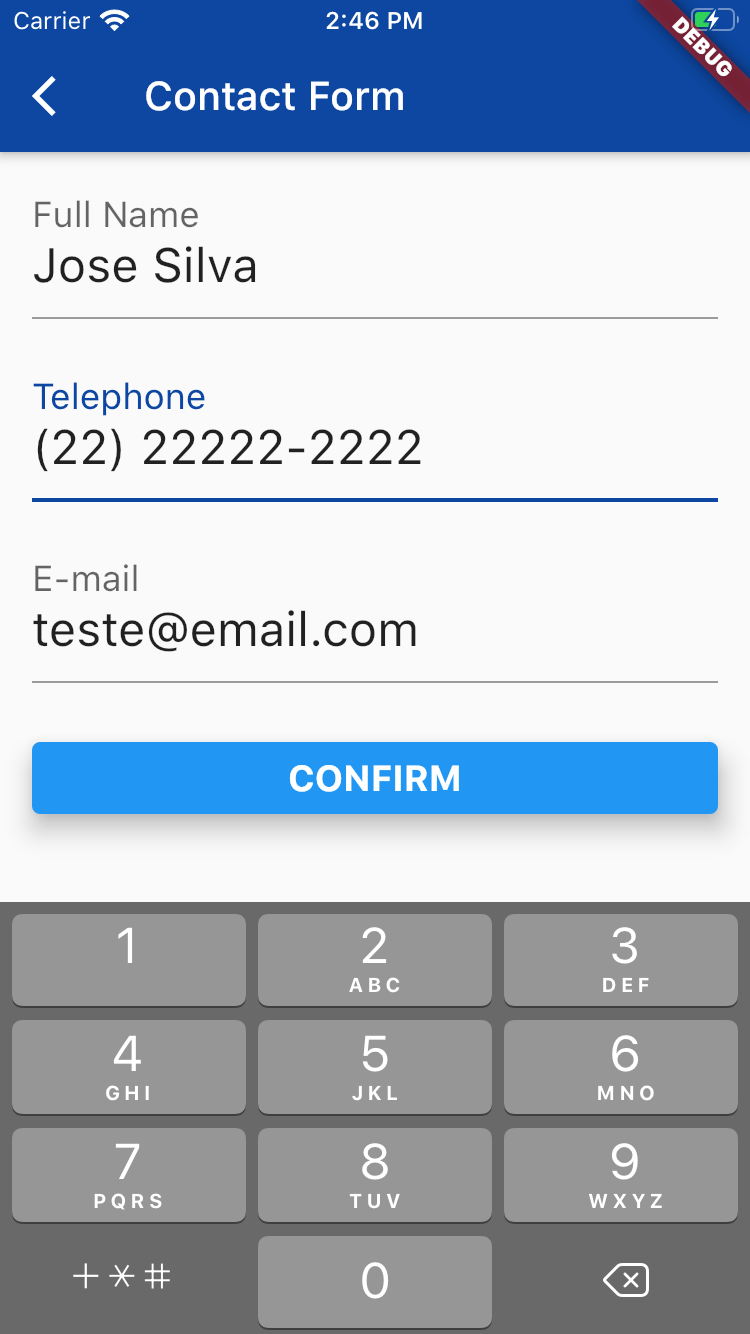 Carrier 2:46 PM
DEBUG
Contact Form
Full Name
Jose Silva
Telephone
(22) 22222-2222
E-mail
teste@email.com
CONFIRM
1 2 3
ABC DEF
4 5 6
GHI JKL MNO
7 8 9
PQRS TUV WXYZ
+*# 0